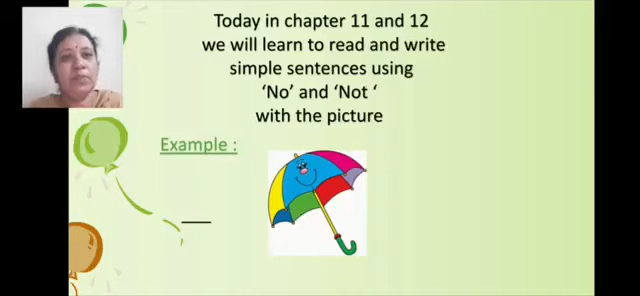 Today in chapter 11 and 12
we will learn to read and write
simple sentences using
‘No’ and ‘Not ‘
with the picture
Example :